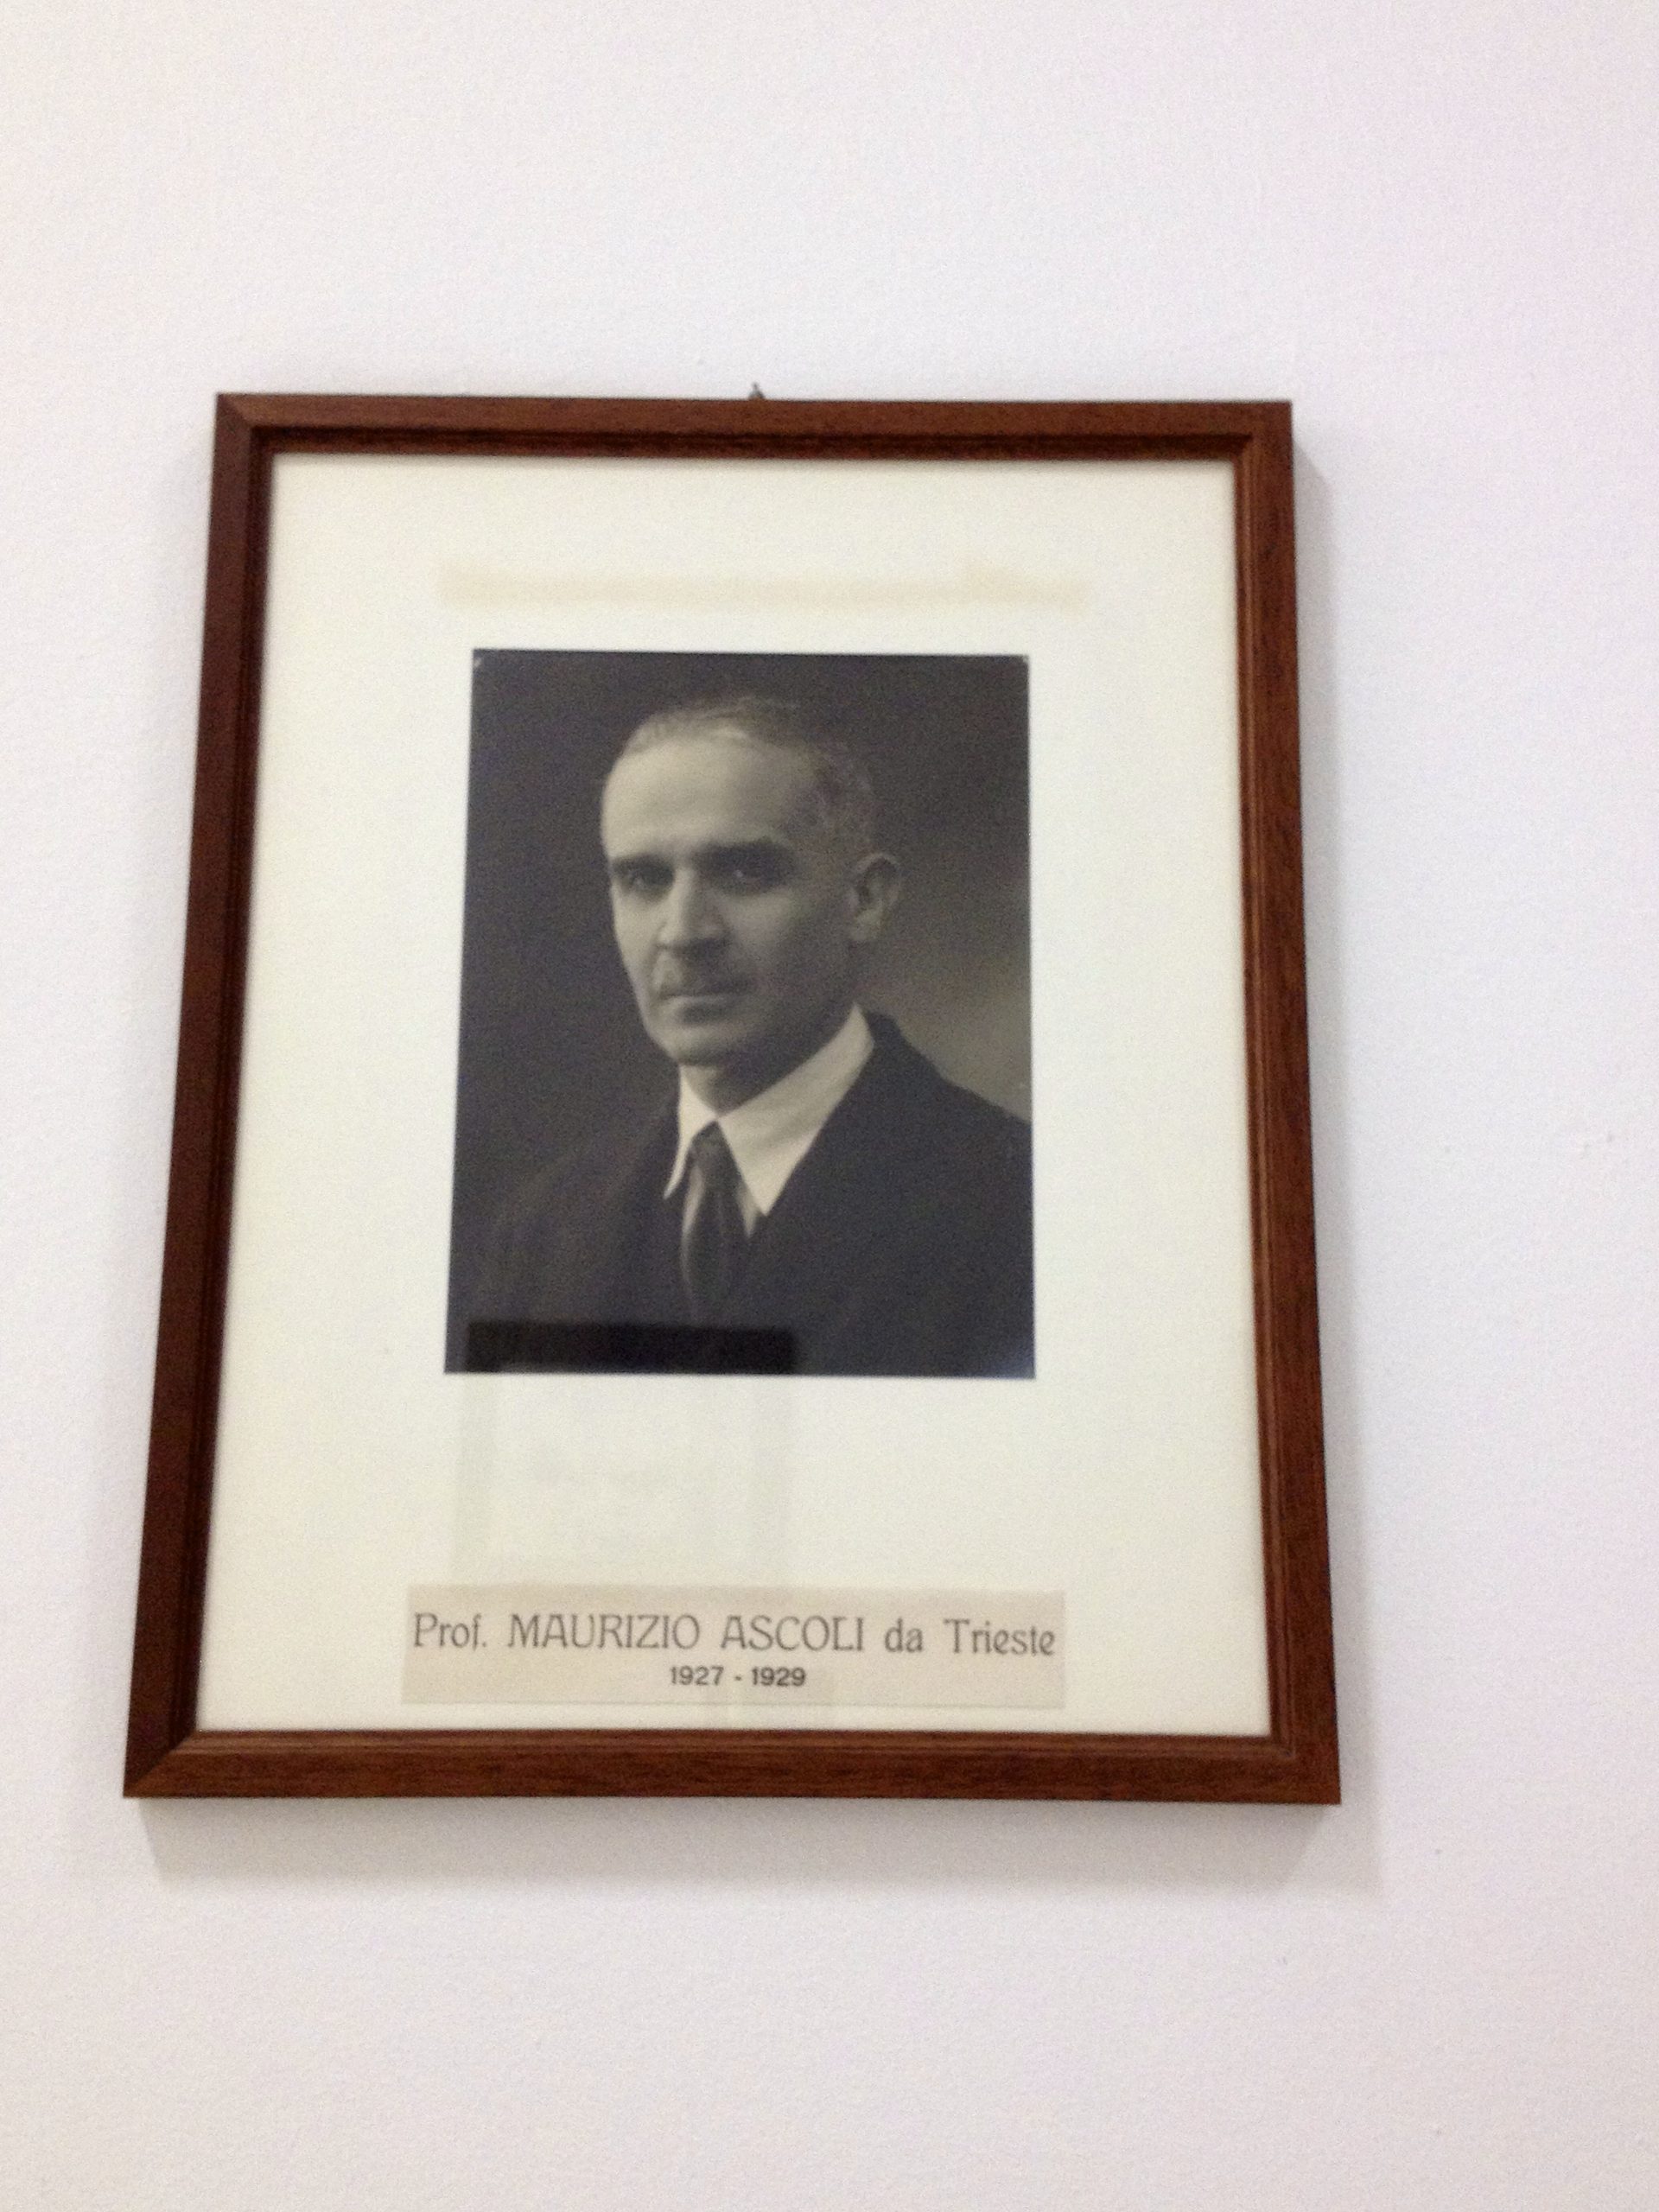 Prof. MAURIZIO ASCOLI da Trieste
1927 - 1929